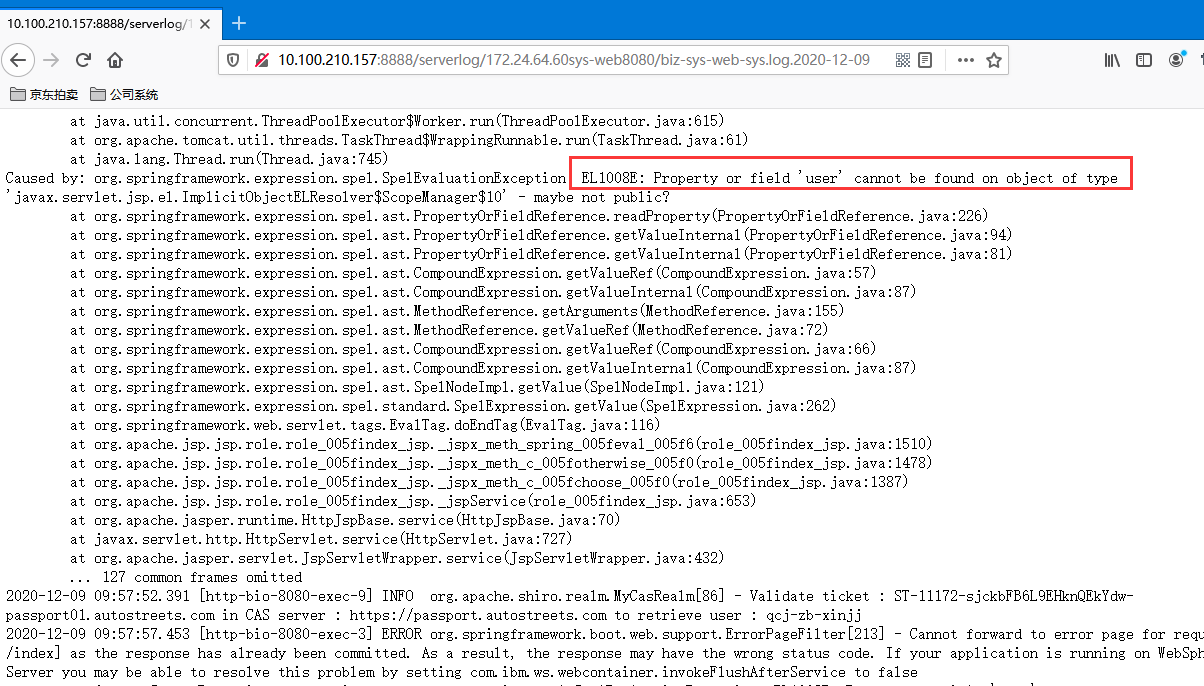 10.100.210.157:8888/serverlog/1
10.100.210.157:8888/serverlog/172.24.64.60sys-web8080/biz-sys-web-sys.log.2020-12-09
京东拍卖 公司系统
at java.util.concurrent.ThreadPoolExecutor$Worker.run(ThreadPoolExecutor.java:615)
at org.apache.tomcat.util.threads.TaskThread$WrappingRunnable.run(TaskThread.java:61)
at java.lang.Thread.run(Thread.java:745)
Caused by: org.springframework.expression.spel.SpelEvaluationException: EL1008E: Property or field 'user' cannot be found on object of type
'javax.servlet.jsp.el.ImplicitObjectELResolver$ScopeManager$10' - maybe not public?
at org.springframework.expression.spel.ast.PropertyOrFieldReference.readProperty(PropertyOrFieldReference.java:226)
at org.springframework.expression.spel.ast.PropertyOrFieldReference.getValueInternal(PropertyOrFieldReference.java:94)
at org.springframework.expression.spel.ast.PropertyOrFieldReference.getValueInternal(PropertyOrFieldReference.java:81)
at org.springframework.expression.spel.ast.CompoundExpression.getValueRef(CompoundExpression.java:57)
at org.springframework.expression.spel.ast.CompoundExpression.getValueInternal(CompoundExpression.java:87)
at org.springframework.expression.spel.ast.MethodReference.getArguments(MethodReference.java:155)
at org.springframework.expression.spel.ast.MethodReference.getValueRef(MethodReference.java:72)
at org.springframework.expression.spel.ast.CompoundExpression.getValueRef(CompoundExpression.java:66)
at org.springframework.expression.spel.ast.CompoundExpression.getValueInternal(CompoundExpression.java:87)
at org.springframework.expression.spel.ast.SpelNodeImpl.getValue(SpelNodeImpl.java:121)
at org.springframework.expression.spel.standard.SpelExpression.getValue(SpelExpression.java:262)
at org.springframework.web.servlet.tags.EvalTag.doEndTag(EvalTag.java:116)
at org.apache.jsp.jsp.role.role_005findex_jsp._jspx_meth_spring_005feval_005f6(role_005findex_jsp.java:1510)
at org.apache.jsp.jsp.role.role_005findex_jsp._jspx_meth_c_005fotherwise_005f0(role_005findex_jsp.java:1478)
at org.apache.jsp.jsp.role.role_005findex_jsp._jspx_meth_c_005fchoose_005f0(role_005findex_jsp.java:1387)
at org.apache.jsp.jsp.role.role_005findex_jsp._jspService(role_005findex_jsp.java:653)
at org.apache.jasper.runtime.HttpJspBase.service(HttpJspBase.java:70)
at javax.servlet.http.HttpServlet.service(HttpServlet.java:727)
at org.apache.jasper.servlet.JspServletWrapper.service(JspServletWrapper.java:432)
... 127 common frames omitted
2020-12-09 09:57:52.391 [http-bio-8080-exec-9] INFO org.apache.shiro.realm.MyCasRealm[86] - Validate ticket : ST-11172-sjckbFB6L9EHknQEkYdw-
passport01.autostreets.com in CAS server : https://passport.autostreets.com to retrieve user : qcj-zb-xinjj
2020-12-09 09:57:57.453 [http-bio-8080-exec-3] ERROR org.springframework.boot.web.support.ErrorPageFilter[213] - Cannot forward to error page for requ
/index] as the response has already been committed. As a result, the response may have the wrong status code. If your application is running on WebSph
Server you may be able to resolve this problem by setting com.ibm.ws.webcontainer.invokeFlushAfterService to false